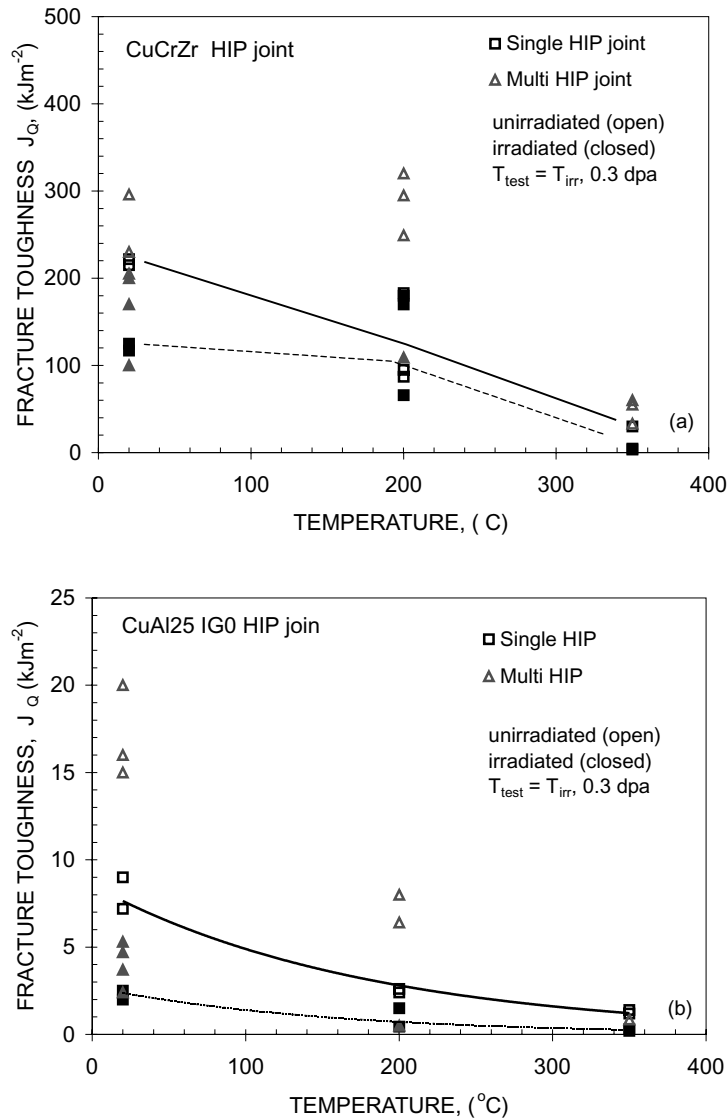 500
400
300
200
100
0
FRACTURE TOUGHNESS J_Q, (kJm⁻²)
CuCrZr HIP joint
Single HIP joint
Multi HIP joint
unirradiated (open)
irradiated (closed)
T_test = T_irr, 0.3 dpa
(a)
0 100 200 300 400
TEMPERATURE, ( C)
25
20
15
10
5
0
FRACTURE TOUGHNESS, J_Q (kJm⁻²)
CuAl25 IG0 HIP join
Single HIP
Multi HIP
unirradiated (open)
irradiated (closed)
T_test = T_irr, 0.3 dpa
(b)
0 100 200 300 400
TEMPERATURE, (°C)